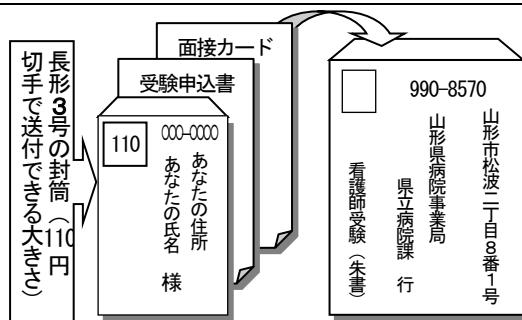 長形３号の封筒（110円
切手で送付できる大きさ）
面接カード
受験申込書
110
000-0000
あなたの住所
あなたの氏名　様
990-8570
山形市松波二丁目８番１号
山形県病院事業局
県立病院課　行
看護師受験（朱書）